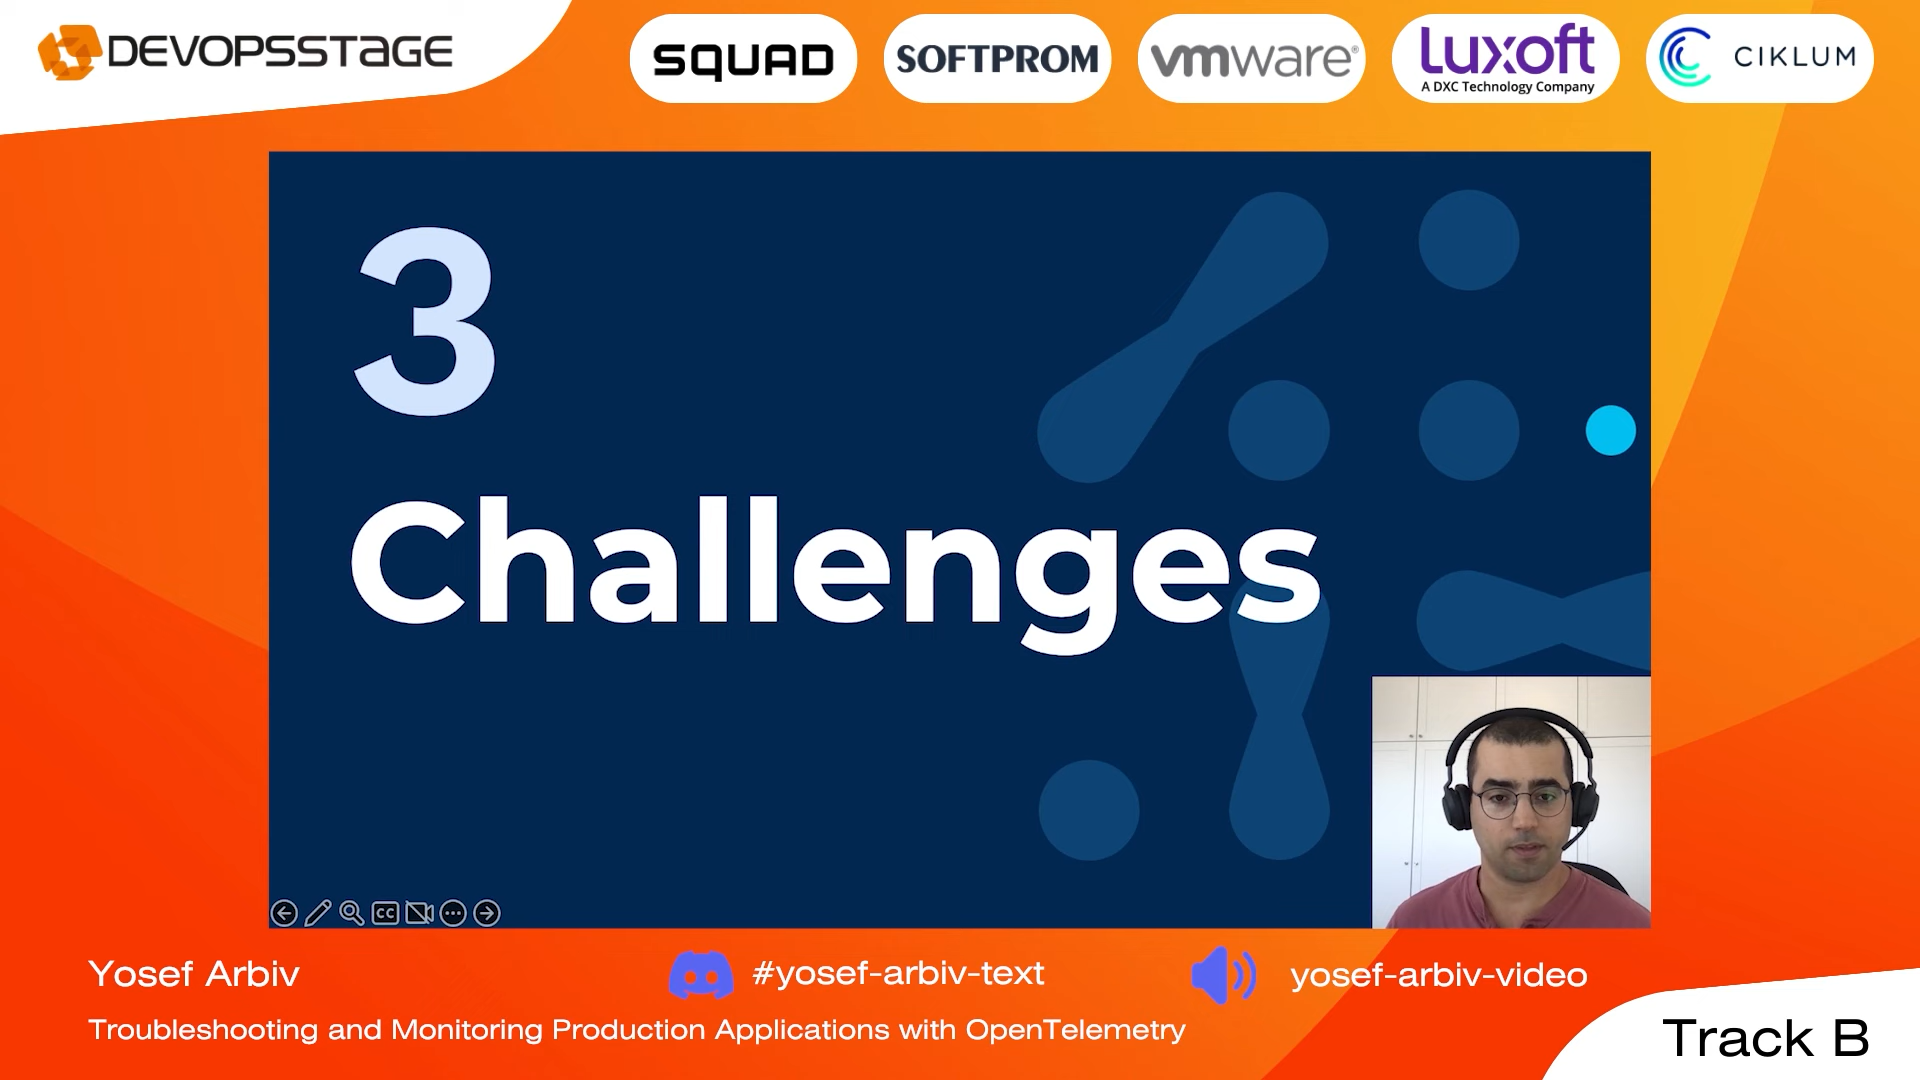 DEVOPSSTAGE
SQUAD
SOFTPROM
vmware®
Luxoft
A DXC Technology Company
CIKLUM
3
Challenges
CC
Yosef Arbiv
#yosef-arbiv-text
yosef-arbiv-video
Troubleshooting and Monitoring Production Applications with OpenTelemetry
Track B